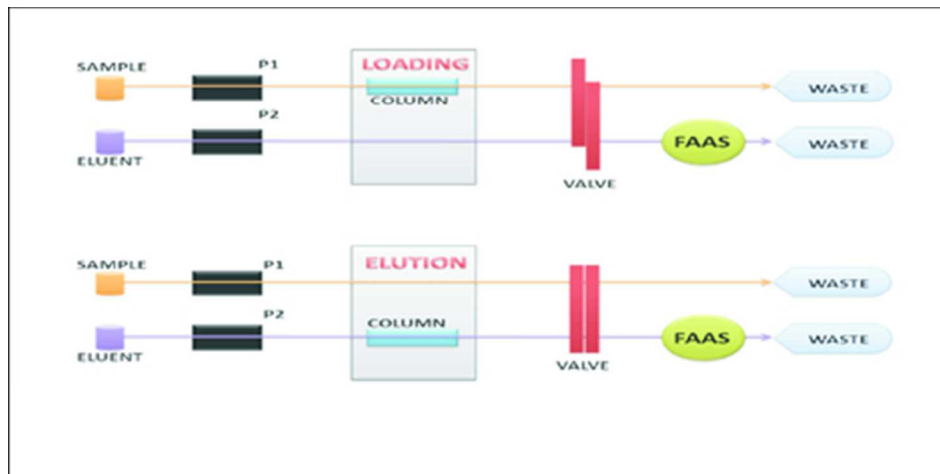 SAMPLE
P1
LOADING
COLUMN
WASTE
P2
ELUENT
FAAS
WASTE
VALVE
SAMPLE
P1
ELUTION
WASTE
P2
COLUMN
ELUENT
FAAS
WASTE
VALVE